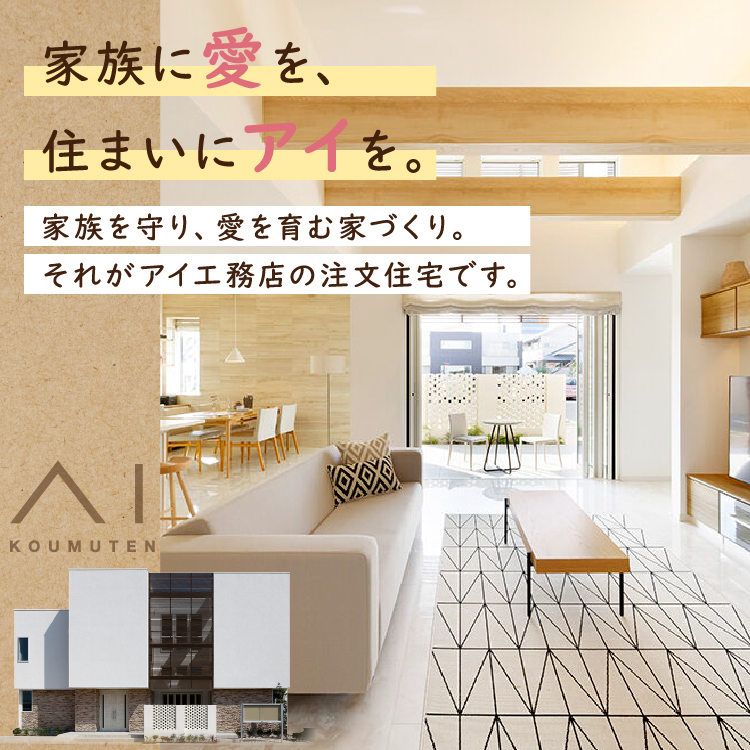 家族に愛を、
住まいにアイを。
家族を守り、愛を育む家づくり。
それがアイ工務店の注文住宅です。
AI
KOUMUTEN